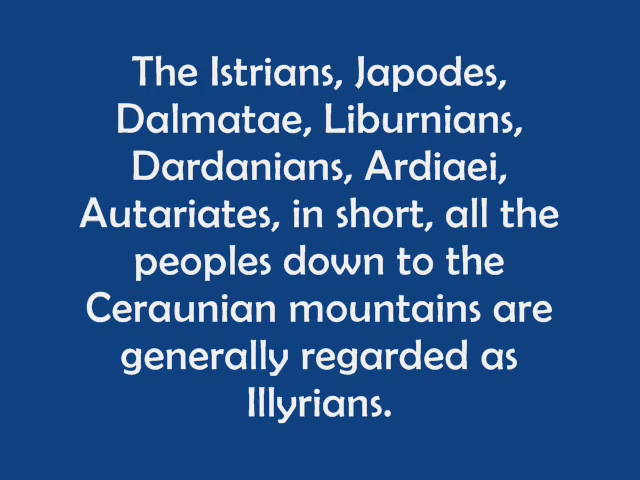 The Istrians, Japodes,
Dalmatae, Liburnians,
Dardanians, Ardiaei,
Autariates, in short, all the
peoples down to the
Ceraunian mountains are
generally regarded as
Illyrians.